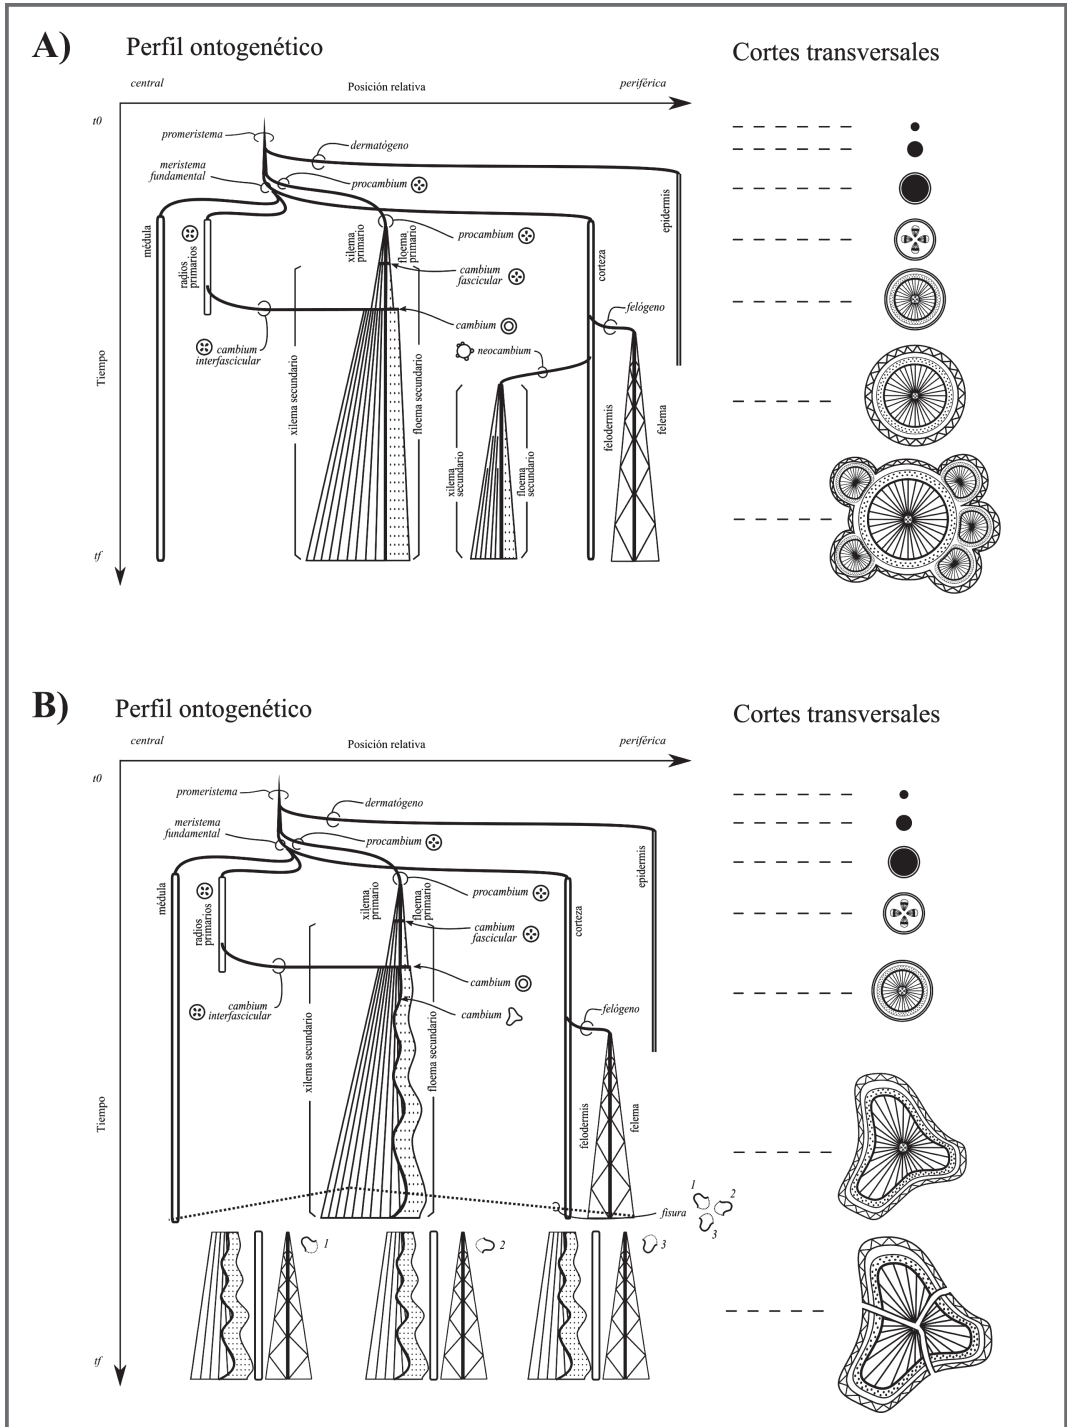 A)
Perfil ontogenético
Cortes transversales
central
Posición relativa
periférica
t0
promeristema
dermatógeno
meristema
fundamental
procambium
epidermis
médula
radios
primarios
xilema
primario
floema
primario
procambium
corteza
cambium
fascicular
felógeno
cambium
neocambium
cambium
interfascicular
Tiempo
xilema secundario
floema secundario
felodermis
felema
xilema
secundario
floema
secundario
tf
B)
Perfil ontogenético
Cortes transversales
central
Posición relativa
periférica
t0
promeristema
dermatógeno
meristema
fundamental
procambium
epidermis
médula
radios
primarios
xilema
primario
floema
primario
procambium
corteza
cambium
fascicular
cambium
cambium
interfascicular
cambium
felógeno
xilema secundario
floema secundario
Tiempo
felodermis
felema
1
2
fisura
3
1
2
3
tf